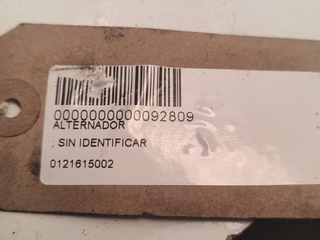 0000000000092809
ALTERNADOR
; SIN IDENTIFICAR
0121615002